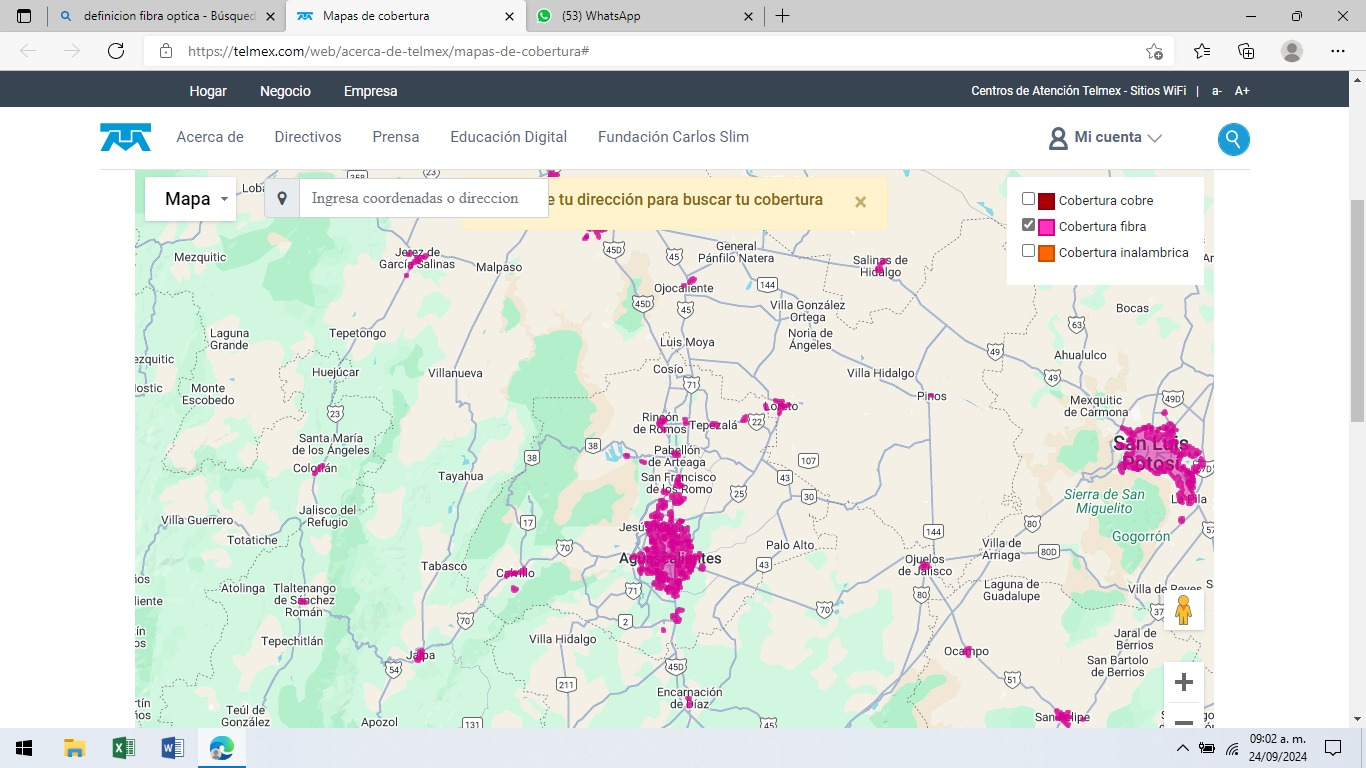 definicion fibra optica - Búsqued
Mapas de cobertura
(53) WhatsApp
https://telmex.com/web/acerca-de-telmex/mapas-de-cobertura#
Hogar
Negocio
Empresa
Centros de Atención Telmex - Sitios WiFi | a- A+
Acerca de
Directivos
Prensa
Educación Digital
Fundación Carlos Slim
Mi cuenta
Mapa
Ingresa coordenadas o direccion
e tu dirección para buscar tu cobertura
×
Cobertura cobre
Cobertura fibra
Cobertura inalambrica
Loba
358
23
Mezquitic
Jerez de
García Salinas
Malpaso
45D
45
General
Pánfilo Natera
Salinas de
Hidalgo
Ojocaliente
144
45D
45
Villa González
Ortega
Bocas
63
Laguna
Grande
Tepetongo
Luis Moya
Noria de
Ángeles
49
Ahualulco
ezquitic
Huejúcar
Villanueva
Cosío
71
Villa Hidalgo
49
ostic
Monte
Escobedo
23
Pinos
Mexquitic
de Carmona
49D
Loreto
Rincón
de Romos
Tepezalá
22
Santa María
de los Ángeles
38
38
Pabellón
de Arteaga
107
San Luis
Potosí
Colotlán
Tayahua
San Francisco
de los Romo
43
25
30
Sierra de San
Miguelito
La Pila
Jalisco del
Refugio
Villa Guerrero
17
Totatiche
70
Aguascalientes
Palo Alto
144
80
80D
Villa de
Arriaga
Gogorrón
57
Tabasco
Calvillo
43
Ojuelos
de Jalisco
ños
Atolinga
Tlaltenango
de Sánchez
Román
71
70
80
Laguna de
Guadalupe
Villa de Reyes
37
liente
70
2
Tepechitlán
Villa Hidalgo
Jaral de
Berrios
Jalpa
54
45D
Ocampo
San Bartolo
de Berrios
211
51
Encarnación
de Díaz
Teúl de
González
Apozol
131
45
San Felipe
+
−
09:02 a. m.
24/09/2024